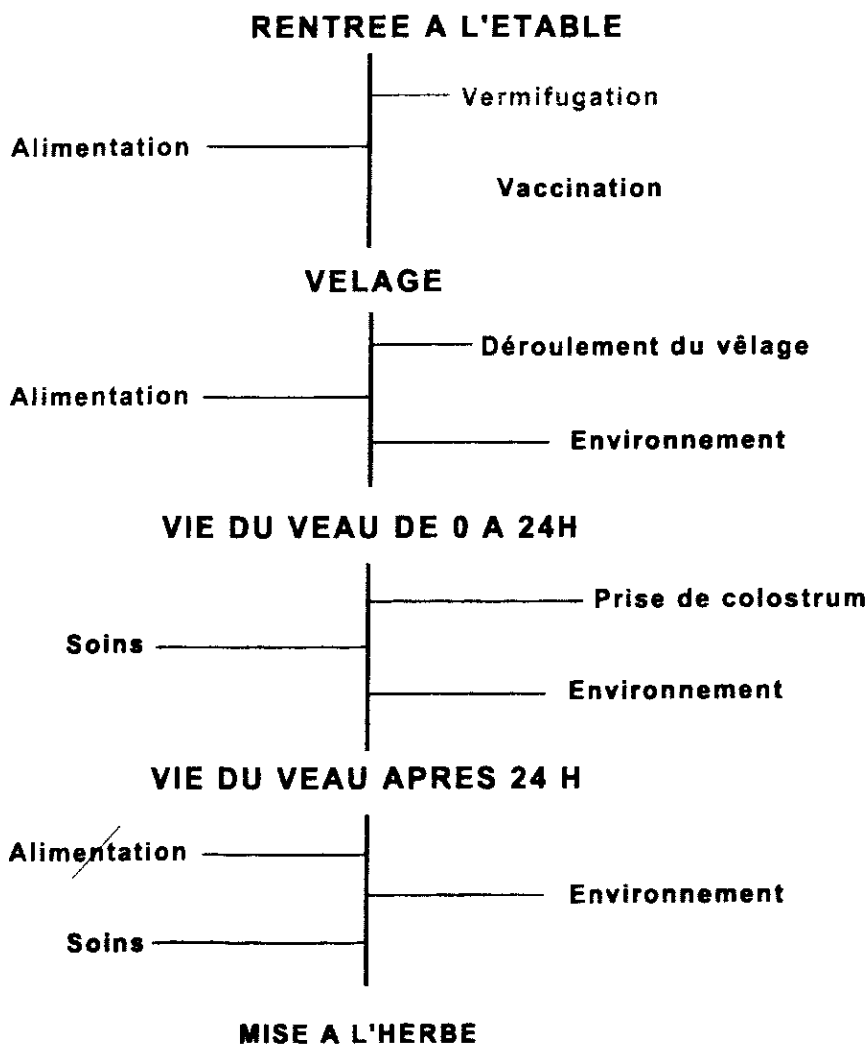 RENTREE A L'ETABLE
Vermifugation
Alimentation
Vaccination
VELAGE
Déroulement du vêlage
Alimentation
Environnement
VIE DU VEAU DE 0 A 24H
Prise de colostrum
Soins
Environnement
VIE DU VEAU APRES 24 H
Alimentation
Environnement
Soins
MISE A L'HERBE